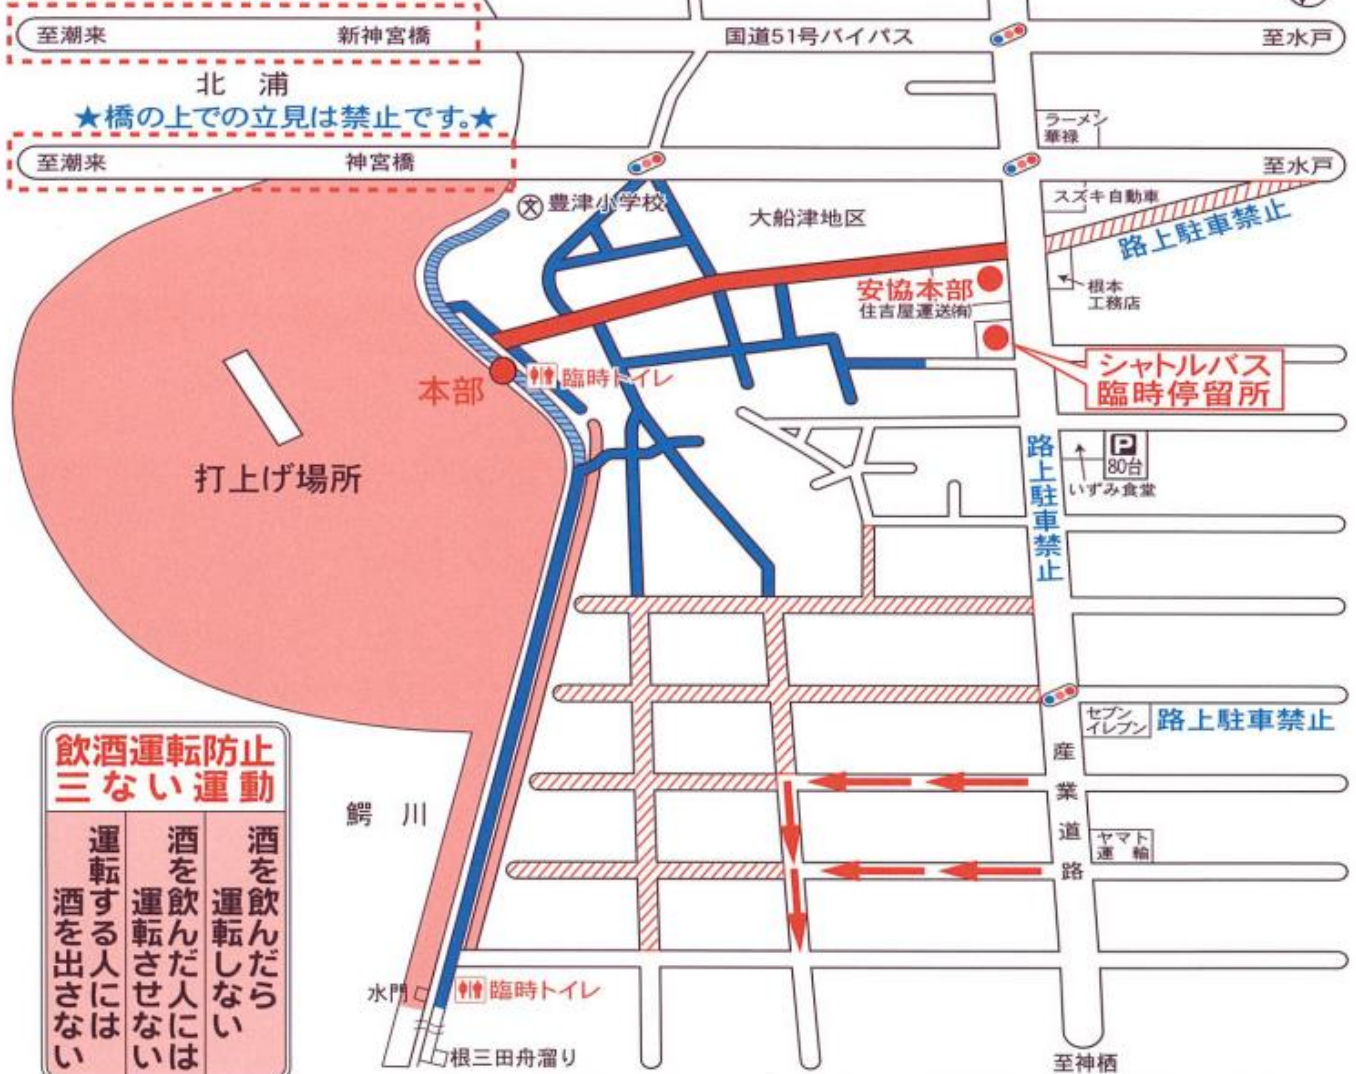 至潮来
新神宮橋
国道51号バイパス
至水戸
北 浦
★橋の上での立見は禁止です。★
ラーメン
華禄
至潮来
神宮橋
至水戸
文
豊津小学校
大船津地区
スズキ自動車
路上駐車禁止
安協本部
住吉屋運送㈲
根本
工務店
シャトルバス
臨時停留所
本部
臨時トイレ
打上げ場所
路上駐車禁止
P
80台
いずみ食堂
セブン
イレブン
路上駐車禁止
産業道路
ヤマト
運 輸
飲酒運転防止
三ない運動
酒を飲んだら
運転しない
酒を飲んだ人には
運転させない
運転する人には
酒を出さない
鰐 川
水門
臨時トイレ
根三田舟溜り
至神栖